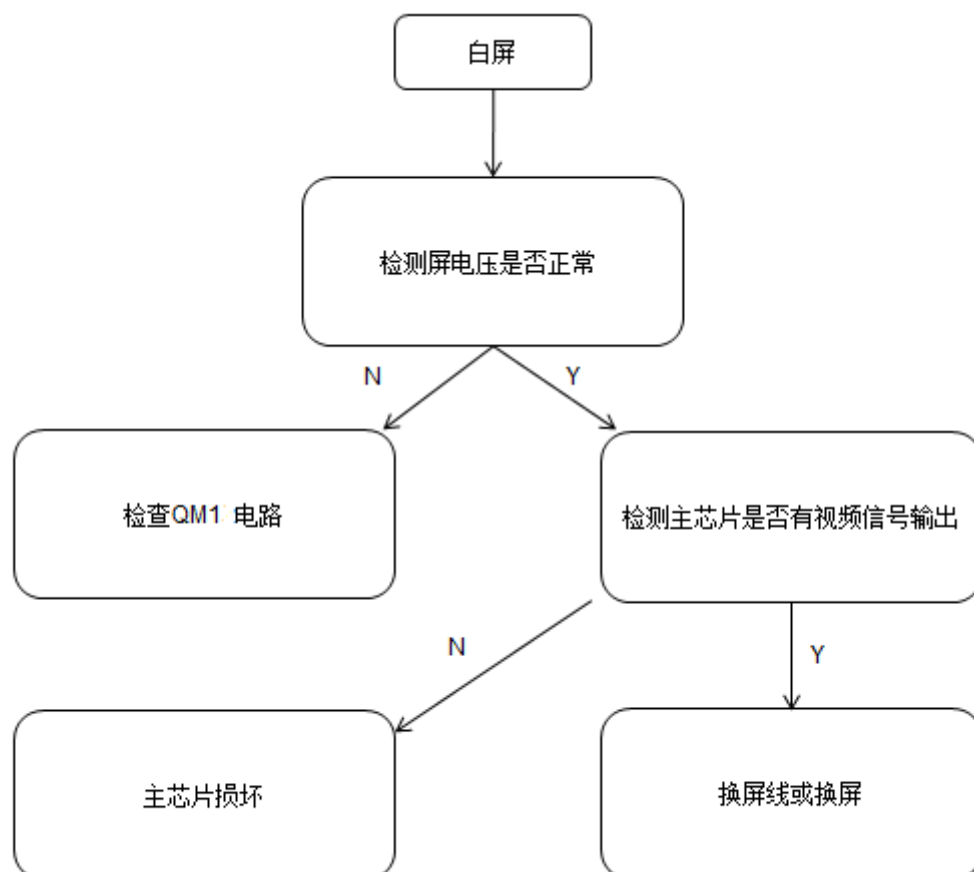 白屏
检测屏电压是否正常
N
Y
检查QM1 电路
检测主芯片是否有视频信号输出
N
Y
主芯片损坏
换屏线或换屏